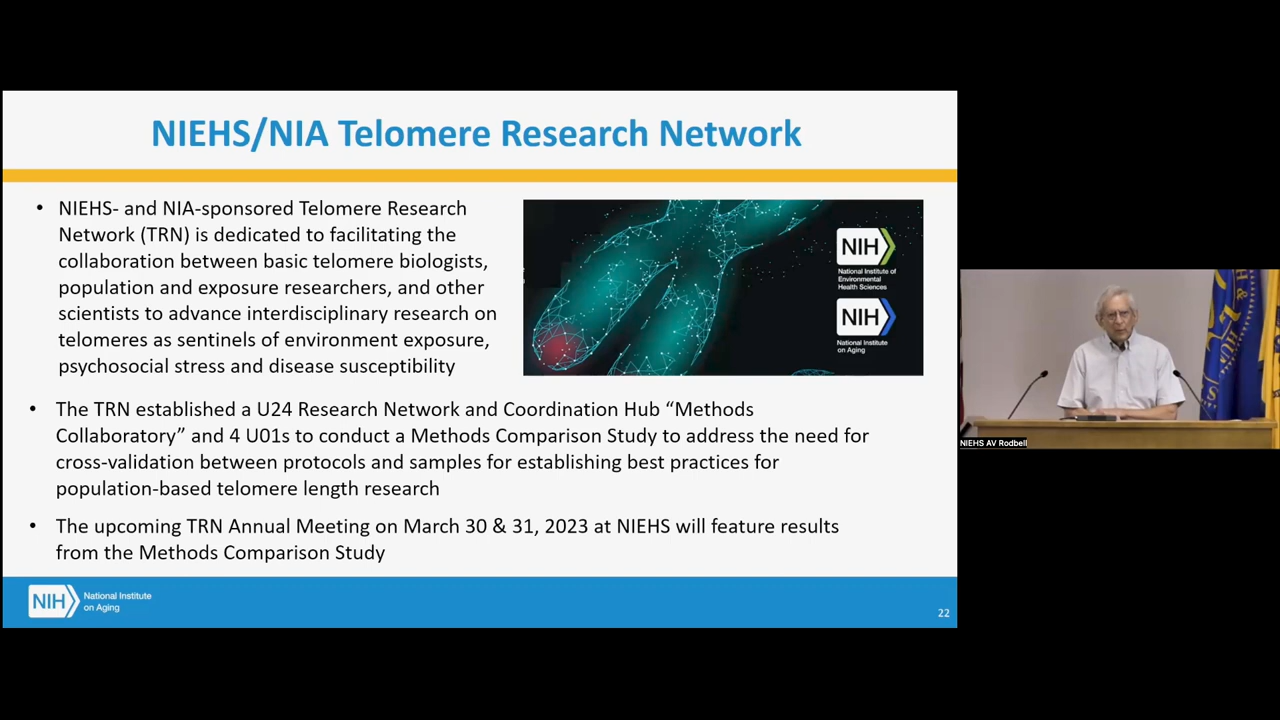 NIEHS/NIA Telomere Research Network
• NIEHS- and NIA-sponsored Telomere Research
Network (TRN) is dedicated to facilitating the
collaboration between basic telomere biologists,
population and exposure researchers, and other
scientists to advance interdisciplinary research on
telomeres as sentinels of environment exposure,
psychosocial stress and disease susceptibility
NIH
National Institute of
Environmental
Health Sciences
NIH
National Institute
on Aging
• The TRN established a U24 Research Network and Coordination Hub “Methods
Collaboratory” and 4 U01s to conduct a Methods Comparison Study to address the need for
cross-validation between protocols and samples for establishing best practices for
population-based telomere length research
• The upcoming TRN Annual Meeting on March 30 & 31, 2023 at NIEHS will feature results
from the Methods Comparison Study
NIH
National Institute
on Aging
22
NIEHS AV Rodbell